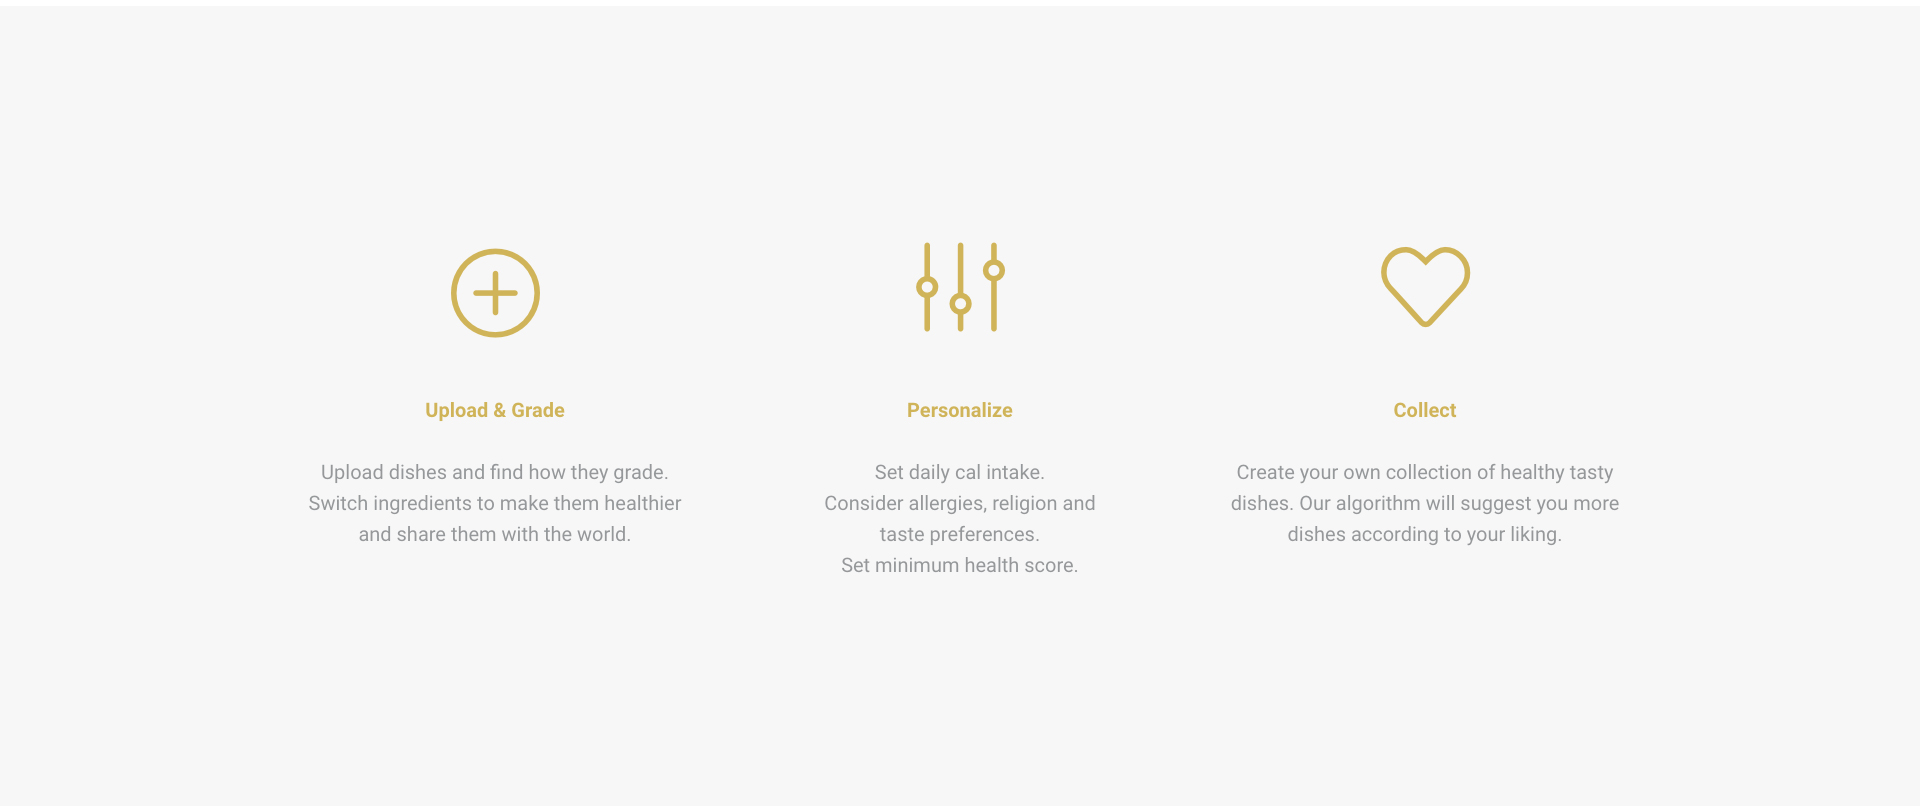 Upload & Grade
Upload dishes and find how they grade.
Switch ingredients to make them healthier
and share them with the world.
Personalize
Set daily cal intake.
Consider allergies, religion and
taste preferences.
Set minimum health score.
Collect
Create your own collection of healthy tasty
dishes. Our algorithm will suggest you more
dishes according to your liking.